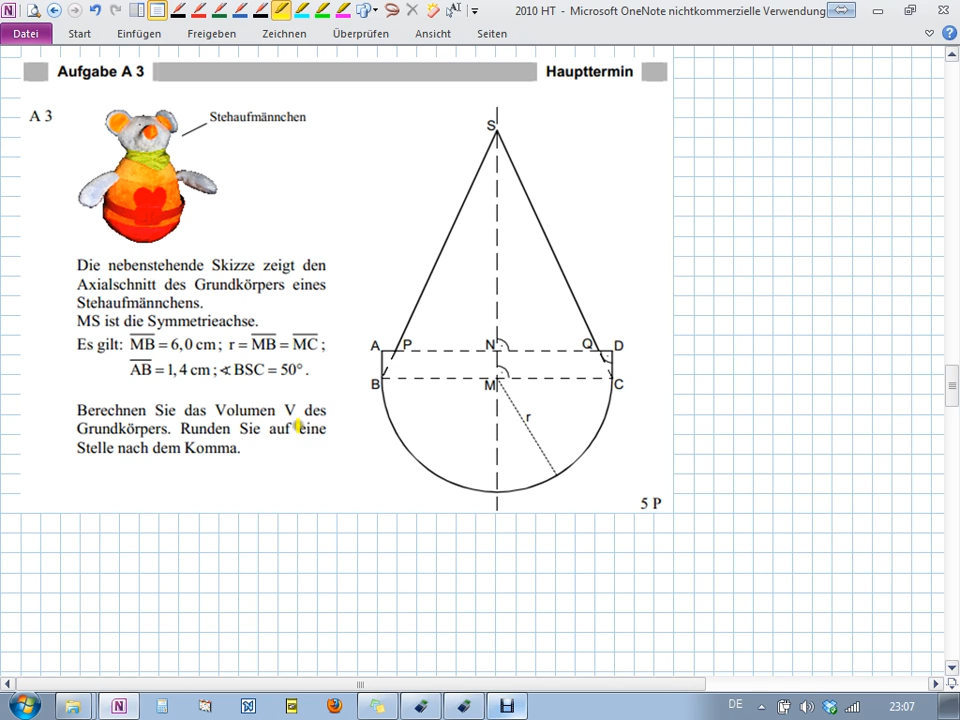 2010 HT - Microsoft OneNote nichtkommerzielle Verwendung
Datei Start Einfügen Freigeben Zeichnen Überprüfen Ansicht Seiten
Aufgabe A 3 Haupttermin
A 3
Stehaufmännchen
Die nebenstehende Skizze zeigt den
Axialschnitt des Grundkörpers eines
Stehaufmännchens.
MS ist die Symmetrieachse.
Es gilt: MB = 6,0 cm; r = MB = MC;
AB = 1,4 cm; ∢ BSC = 50°.
Berechnen Sie das Volumen V des
Grundkörpers. Runden Sie auf eine
Stelle nach dem Komma.
S
A P N Q D
B M C
r
5 P
DE 23:07